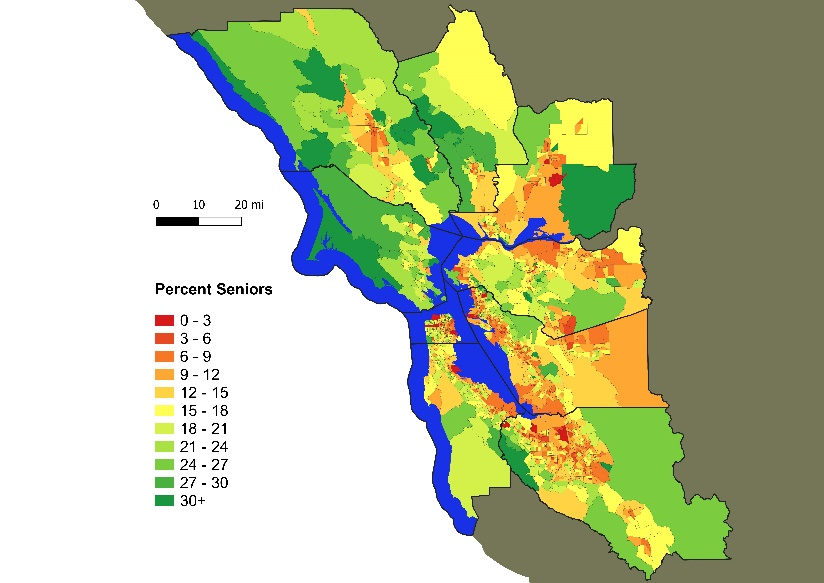 0 10 20 mi
Percent Seniors
0 - 3
3 - 6
6 - 9
9 - 12
12 - 15
15 - 18
18 - 21
21 - 24
24 - 27
27 - 30
30+